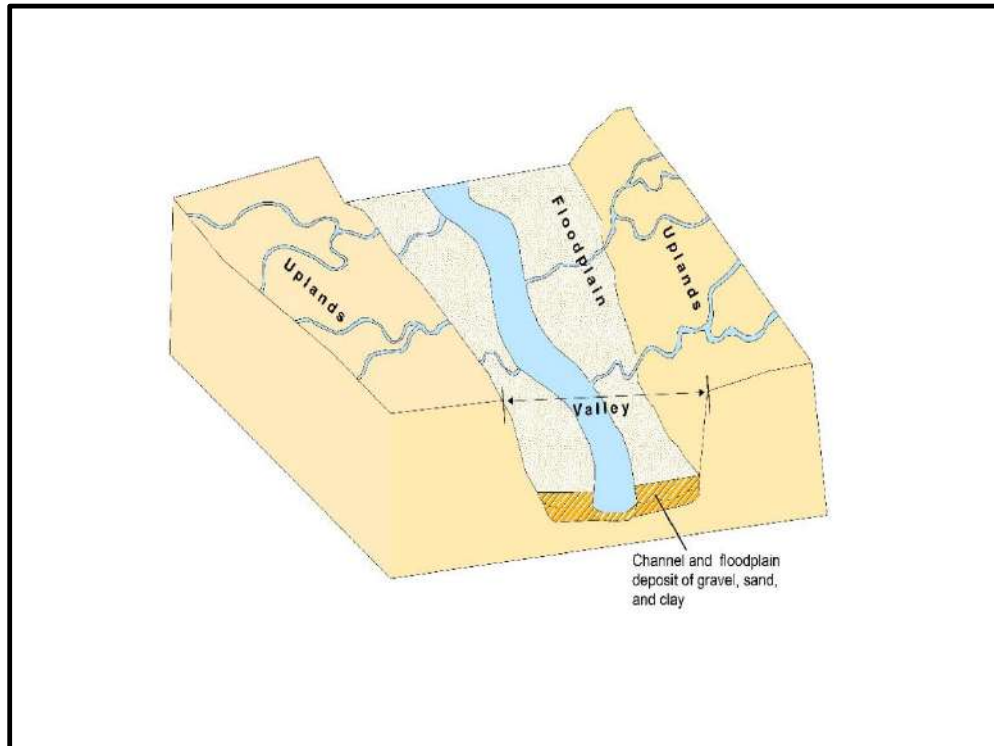 Floodplain
Uplands
Uplands
Valley
Channel and floodplain
deposit of gravel, sand,
and clay